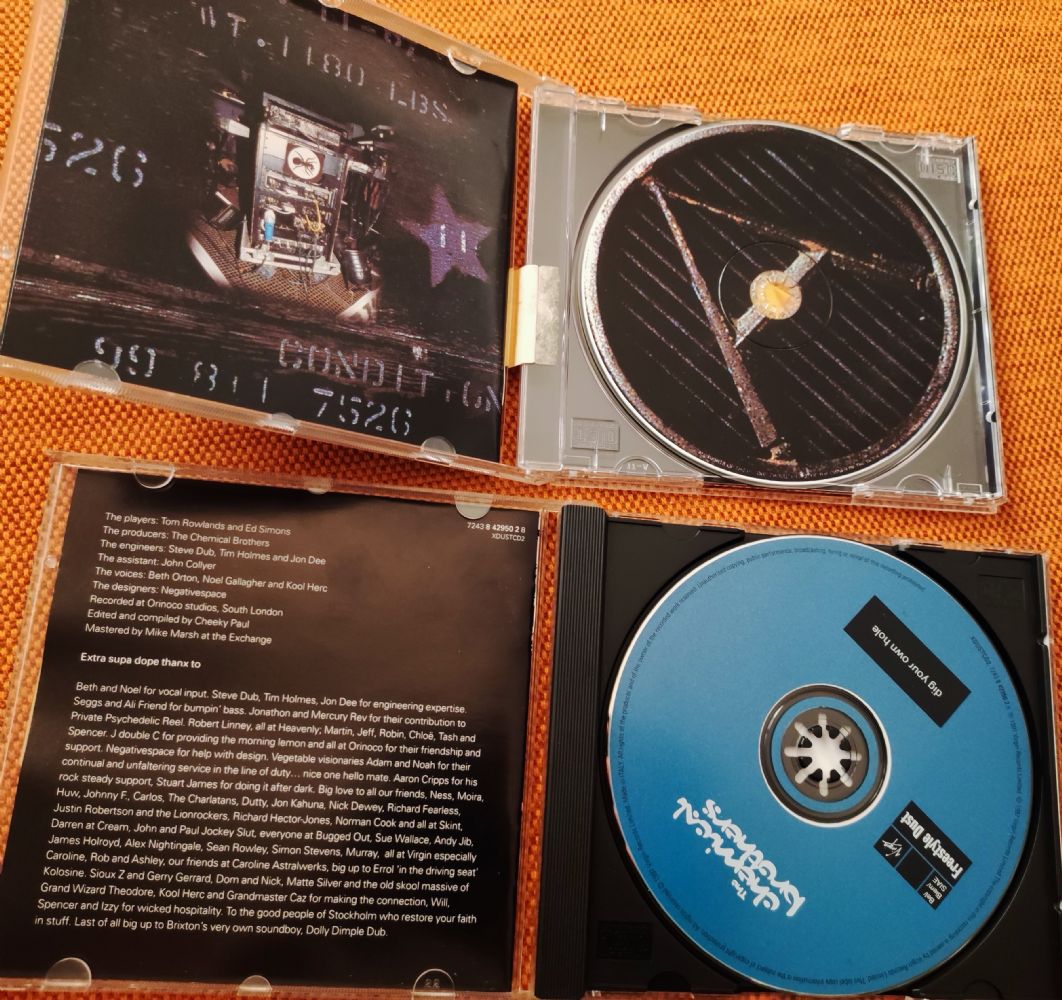 WT. 1180 LBS
7526
CONDITION
99 811 7526
The players: Tom Rowlands and Ed Simons
The producers: The Chemical Brothers
The engineers: Steve Dub, Tim Holmes and Jon Dee
The assistant: John Collyer
The voices: Beth Orton, Noel Gallagher and Kool Herc
The designers: Negativespace
Recorded at Orinoco studios, South London
Edited and compiled by Cheeky Paul
Mastered by Mike Marsh at the Exchange
7243 8 42950 2 8
XDUSTCD2
Extra supa dope thanx to
Beth and Noel for vocal input. Steve Dub, Tim Holmes, Jon Dee for engineering expertise.
Seggs and Ali Friend for bumpin' bass. Jonathon and Mercury Rev for their contribution to
Private Psychedelic Reel. Robert Linney, all at Heavenly; Martin, Jeff, Robin, Chloë, Tash and
Spencer. J double C for providing the morning lemon and all at Orinoco for their friendship and
support. Negativespace for help with design. Vegetable visionaries Adam and Noah for their
continual and unfaltering service in the line of duty... nice one hello mate. Aaron Cripps for his
rock steady support, Stuart James for doing it after dark. Big love to all our friends, Ness, Moira,
Huw, Johnny F., Carlos, The Charlatans, Dutty, Jon Kahuna, Nick Dewey, Richard Fearless,
Justin Robertson and the Lionrockers, Richard Hector-Jones, Norman Cook and all at Skint,
Darren at Cream, John and Paul Jockey Slut, everyone at Bugged Out, Sue Wallace, Andy Jib,
James Holroyd, Alex Nightingale, Sean Rowley, Simon Stevens, Murray, all at Virgin especially
Caroline, Rob and Ashley, our friends at Caroline Astralwerks, big up to Errol 'in the driving seat'
Kolosine. Sioux Z and Gerry Gerrard, Dom and Nick, Matte Silver and the old skool massive of
Grand Wizard Theodore, Kool Herc and Grandmaster Caz for making the connection, Will,
Spencer and Izzy for wicked hospitality. To the good people of Stockholm who restore your faith
in stuff. Last of all big up to Brixton's very own soundboy, Dolly Dimple Dub.
dig your own hole
the
chemical
brothers
Freestyle Dust
Virgin
Biem/
SIAE